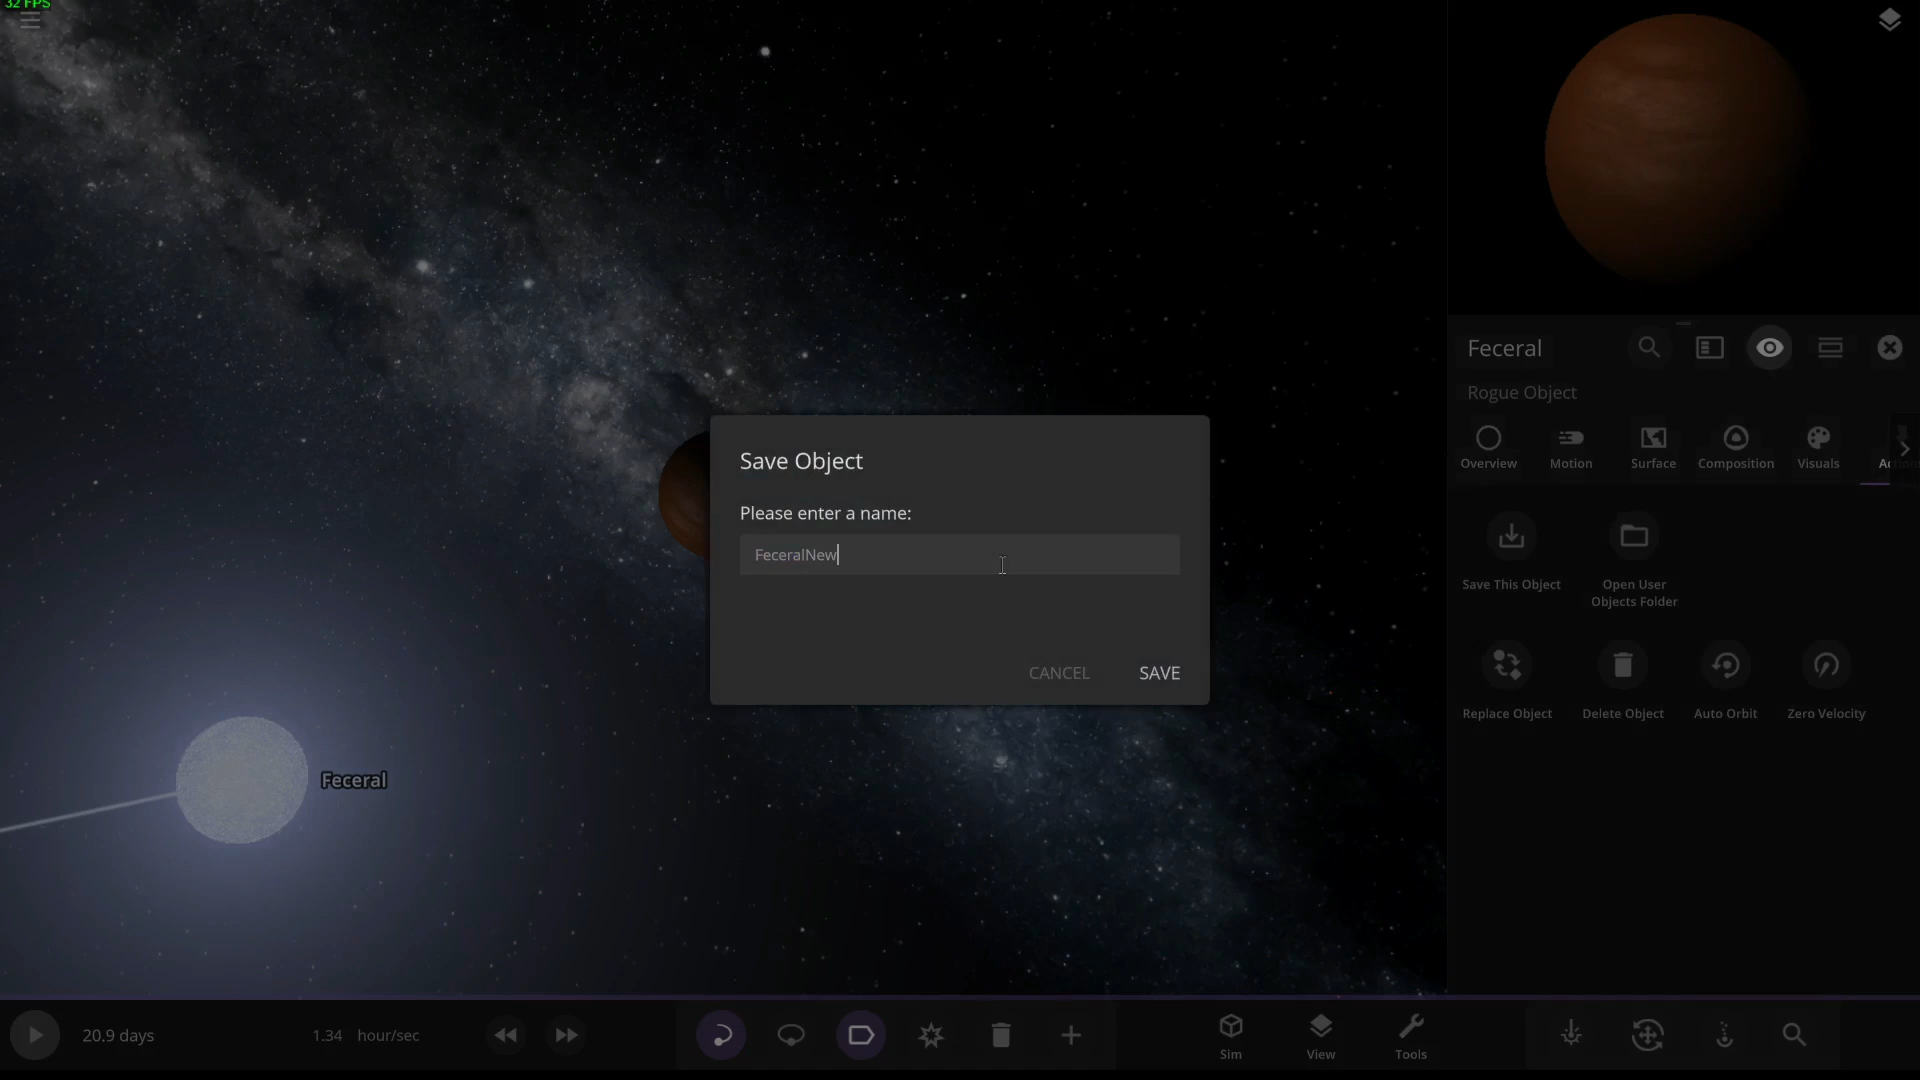 32 FPS
Feceral
Rogue Object
Overview
Motion
Surface
Composition
Visuals
Save Object
Please enter a name:
FeceralNew
CANCEL
SAVE
Save This Object
Open User
Objects Folder
Replace Object
Delete Object
Auto Orbit
Zero Velocity
Feceral
20.9 days
1.34 hour/sec
Sim
View
Tools